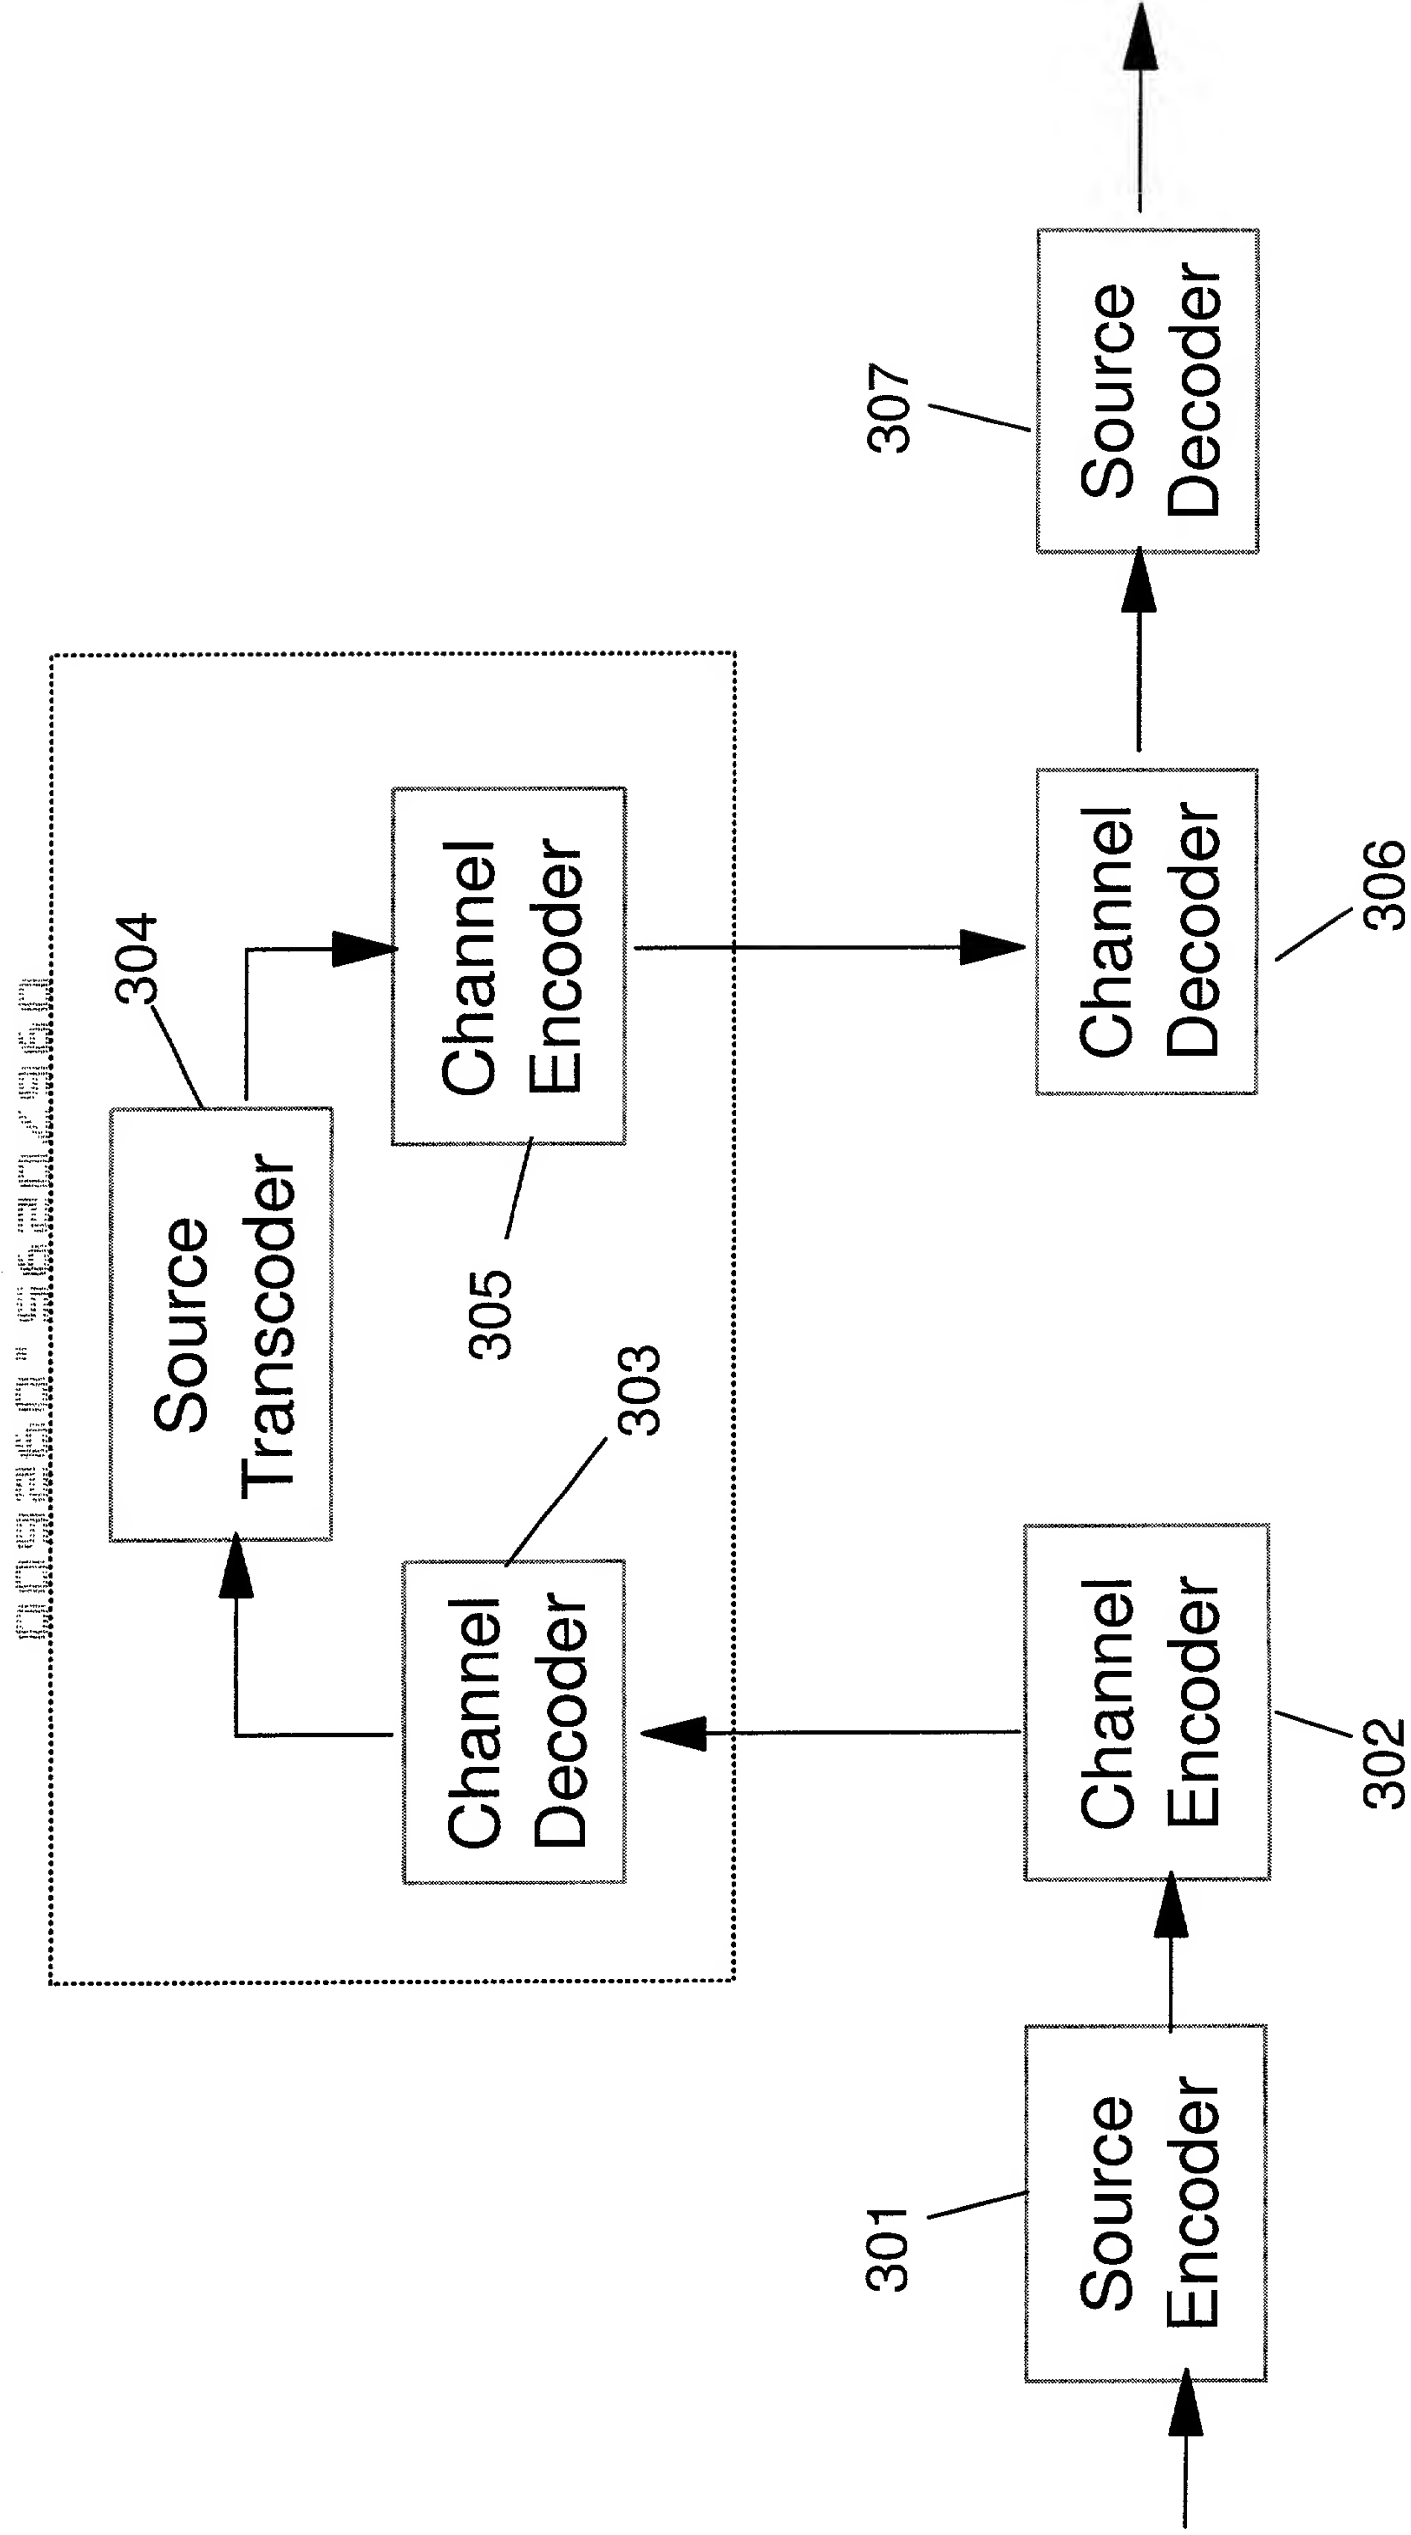 304
Source
Transcoder
Channel
Decoder
303
305
Channel
Encoder
301
Source
Encoder
Channel
Encoder
302
Channel
Decoder
306
307
Source
Decoder